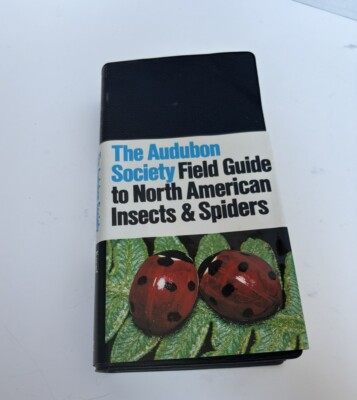 The Audubon
Society Field Guide
to North American
Insects & Spiders